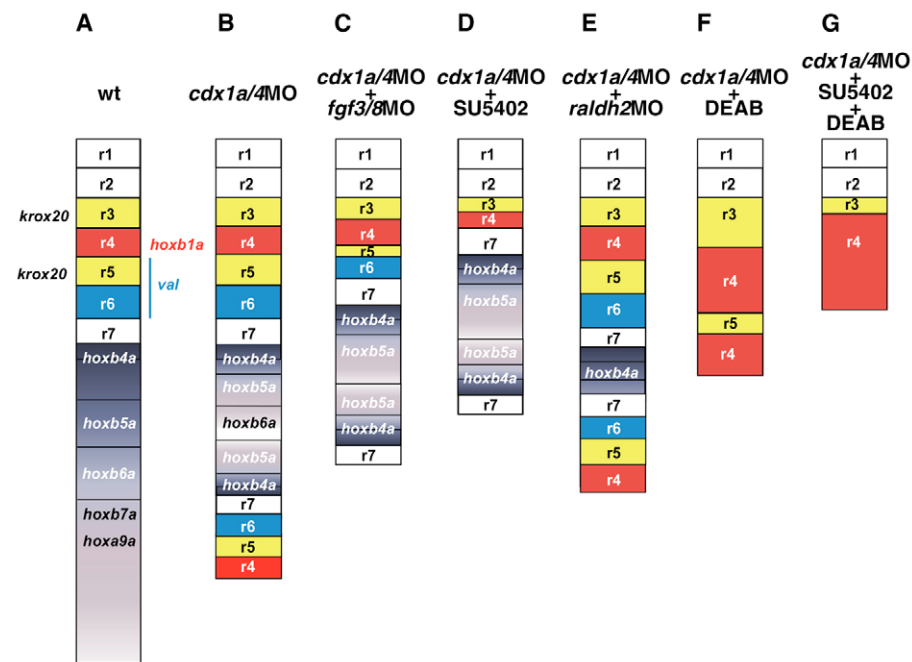 A
B
C
D
E
F
G
wt
cdx1a/4MO
cdx1a/4MO
+
fgf3/8MO
cdx1a/4MO
+
SU5402
cdx1a/4MO
+
raldh2MO
cdx1a/4MO
+
DEAB
cdx1a/4MO
+
SU5402
+
DEAB
krox20
krox20
hoxb1a
val
r1
r2
r3
r4
r5
r6
r7
hoxb4a
hoxb5a
hoxb6a
hoxb7a
hoxa9a
r1
r2
r3
r4
r5
r6
r7
hoxb4a
hoxb5a
hoxb6a
hoxb5a
hoxb4a
r7
r6
r5
r4
r1
r2
r3
r4
r5
r6
r7
hoxb4a
hoxb5a
hoxb5a
hoxb4a
r7
r1
r2
r3
r4
r7
hoxb4a
hoxb5a
hoxb5a
hoxb4a
r7
r1
r2
r3
r4
r5
r6
r7
hoxb4a
r7
r6
r5
r4
r1
r2
r3
r4
r5
r4
r1
r2
r3
r4